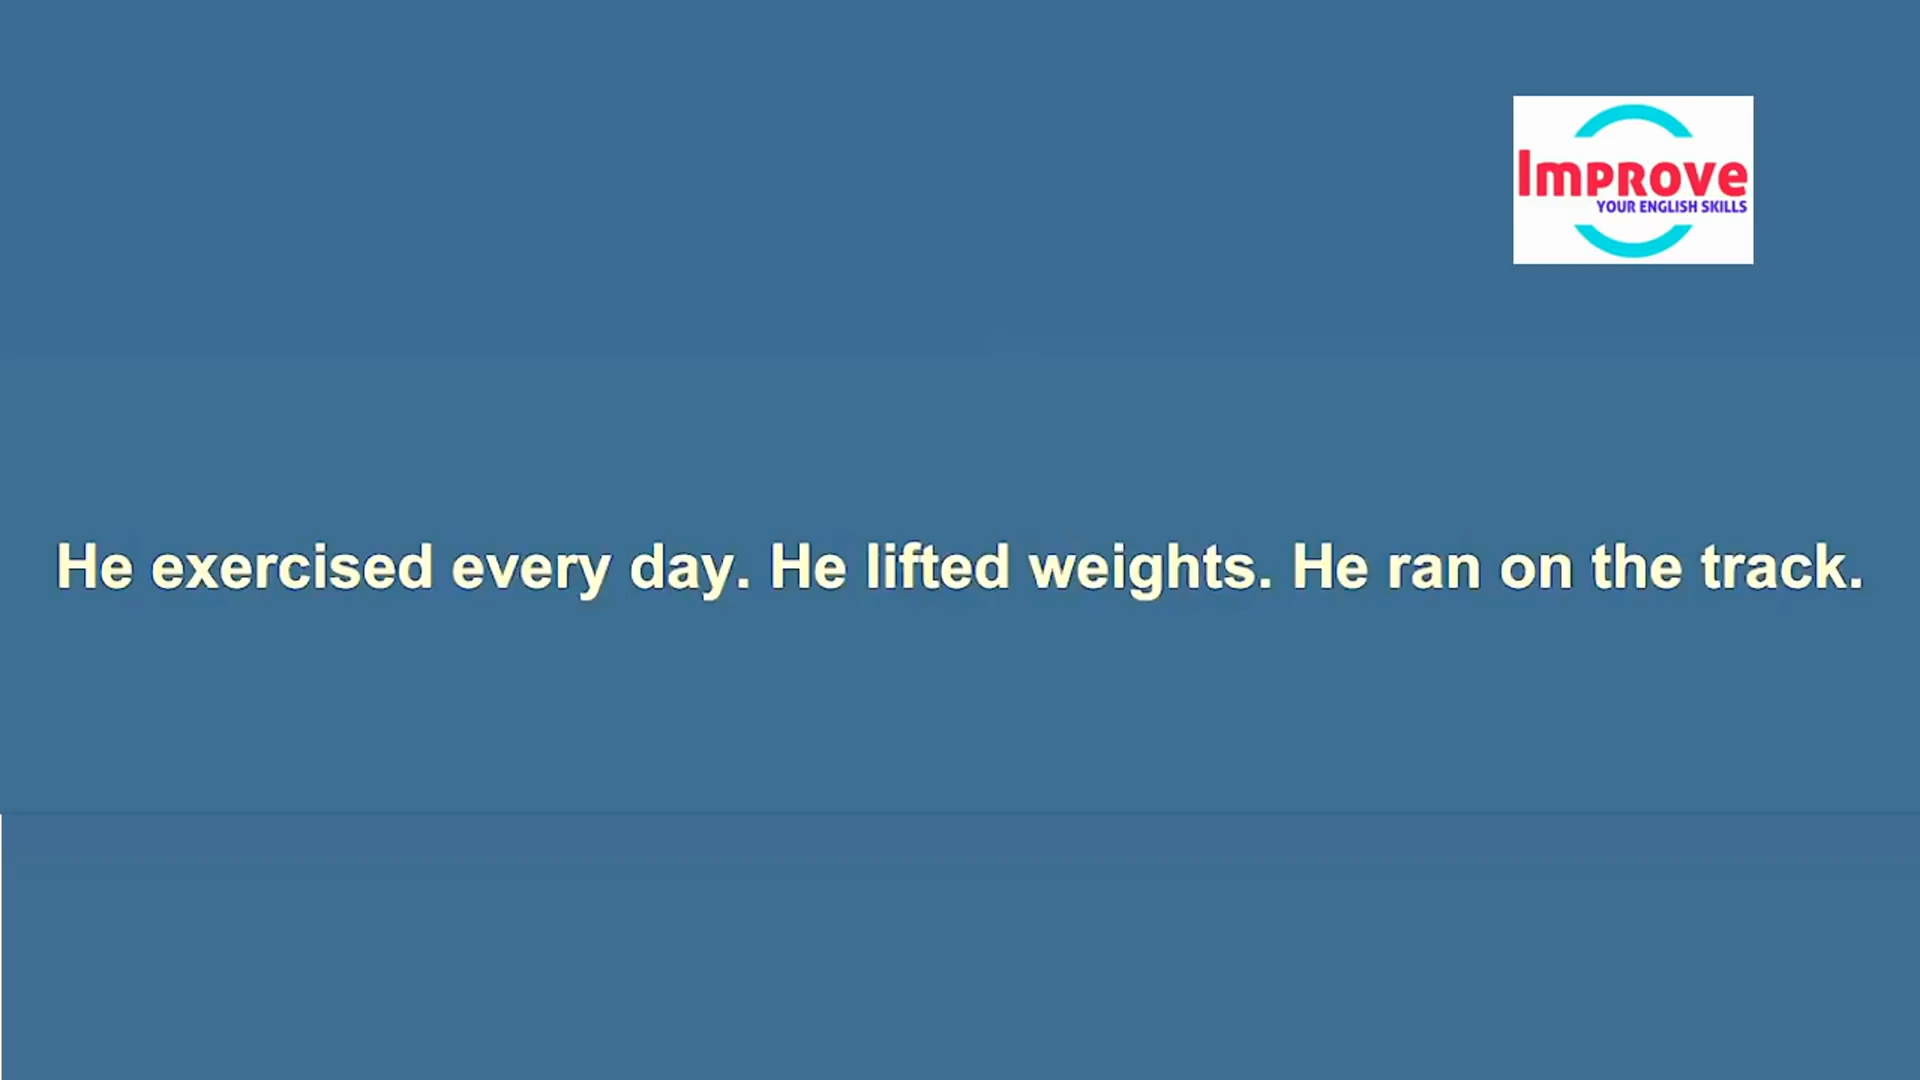 Improve
YOUR ENGLISH SKILLS
He exercised every day. He lifted weights. He ran on the track.